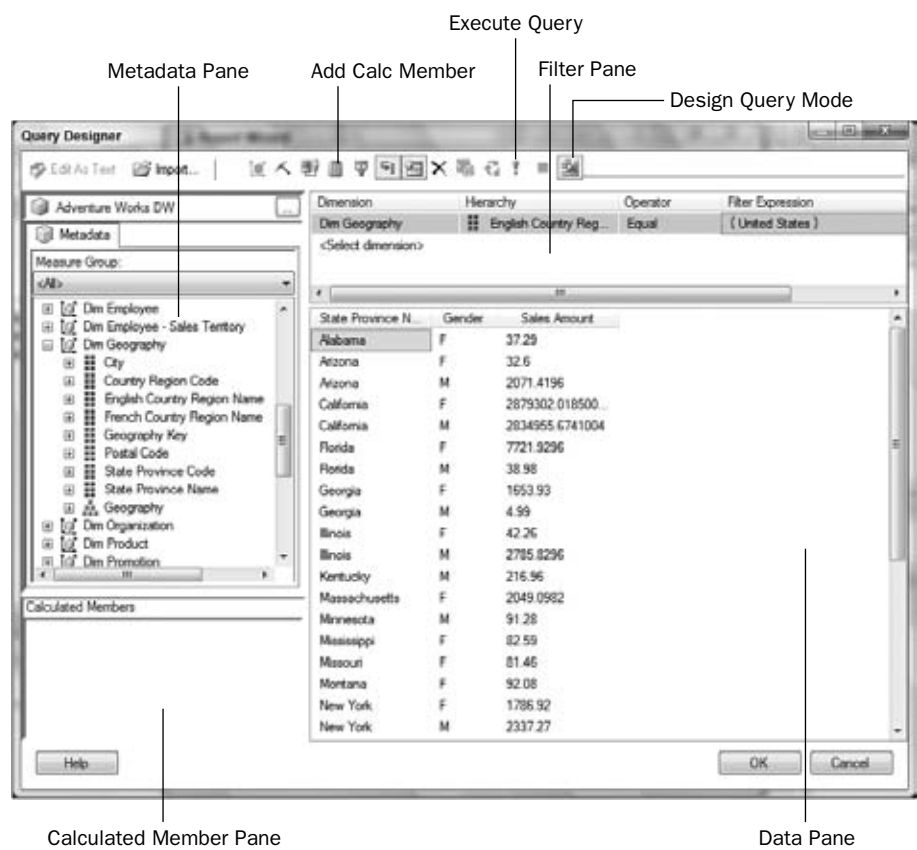 Execute Query
Metadata Pane Add Calc Member Filter Pane
Design Query Mode
Query Designer
Edit As Text Import...
Adventure Works DW ...
Metadata
Measure Group:
<All>
Dim Employee
Dim Employee - Sales Territory
Dim Geography
City
Country Region Code
English Country Region Name
French Country Region Name
Geography Key
Postal Code
State Province Code
State Province Name
Geography
Dim Organization
Dim Product
Dim Promotion
Calculated Members
Dimension Hierarchy Operator Filter Expression
Dim Geography English Country Reg... Equal { United States }
<Select dimension>
State Province N... Gender Sales Amount
Alabama F 37.29
Arizona F 32.6
Arizona M 2071.4196
California F 2879302.018500...
California M 2834955.6741004
Florida F 7721.9296
Florida M 38.98
Georgia F 1653.93
Georgia M 4.99
Illinois F 42.26
Illinois M 2785.8296
Kentucky M 216.96
Massachusetts F 2049.0982
Minnesota M 91.28
Mississippi F 82.59
Missouri F 81.46
Montana F 92.08
New York F 1786.92
New York M 2337.27
Help OK Cancel
Calculated Member Pane Data Pane